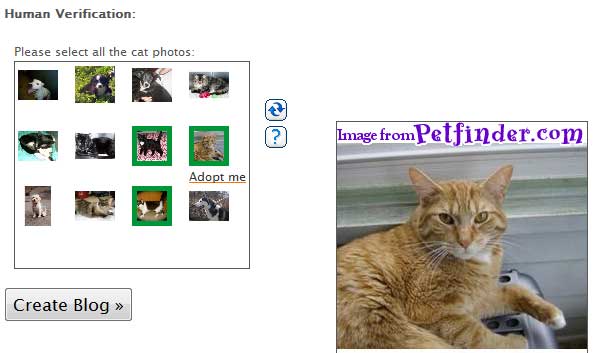 Human Verification:
Please select all the cat photos:
Adopt me
Create Blog »
?
Image from Petfinder.com